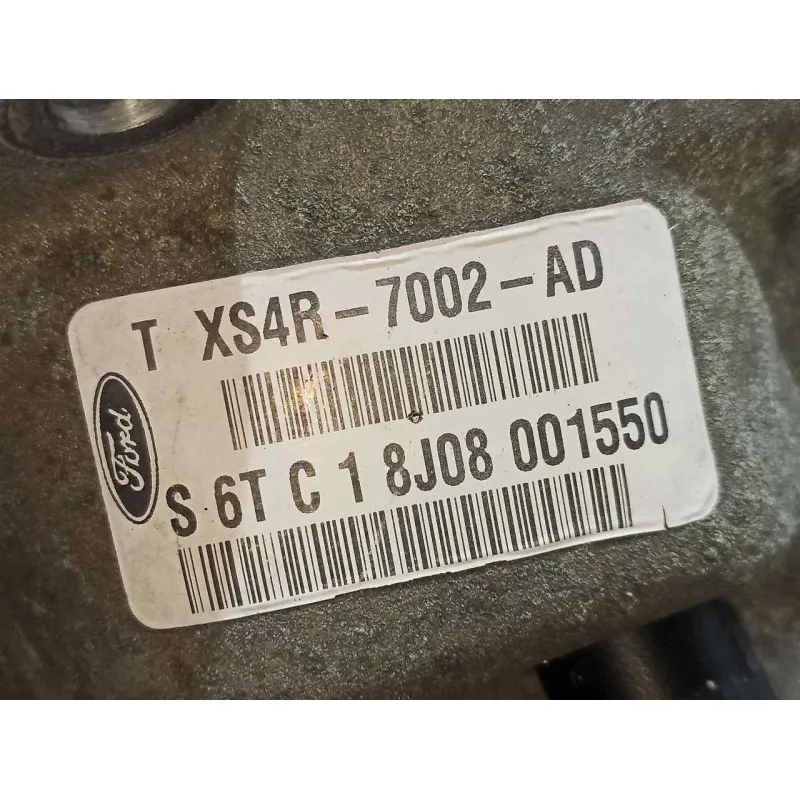 T XS4R-7002-AD
Ford
S 6T C 1 8J08 001550